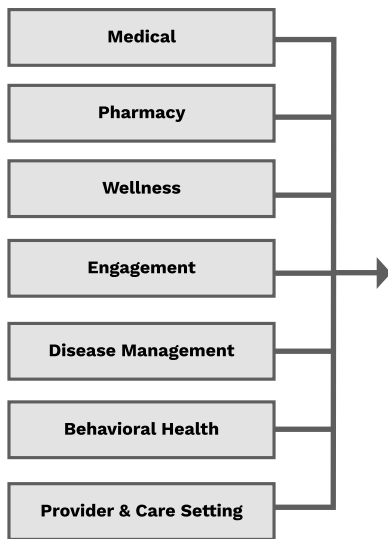 Medical
Pharmacy
Wellness
Engagement
Disease Management
Behavioral Health
Provider & Care Setting